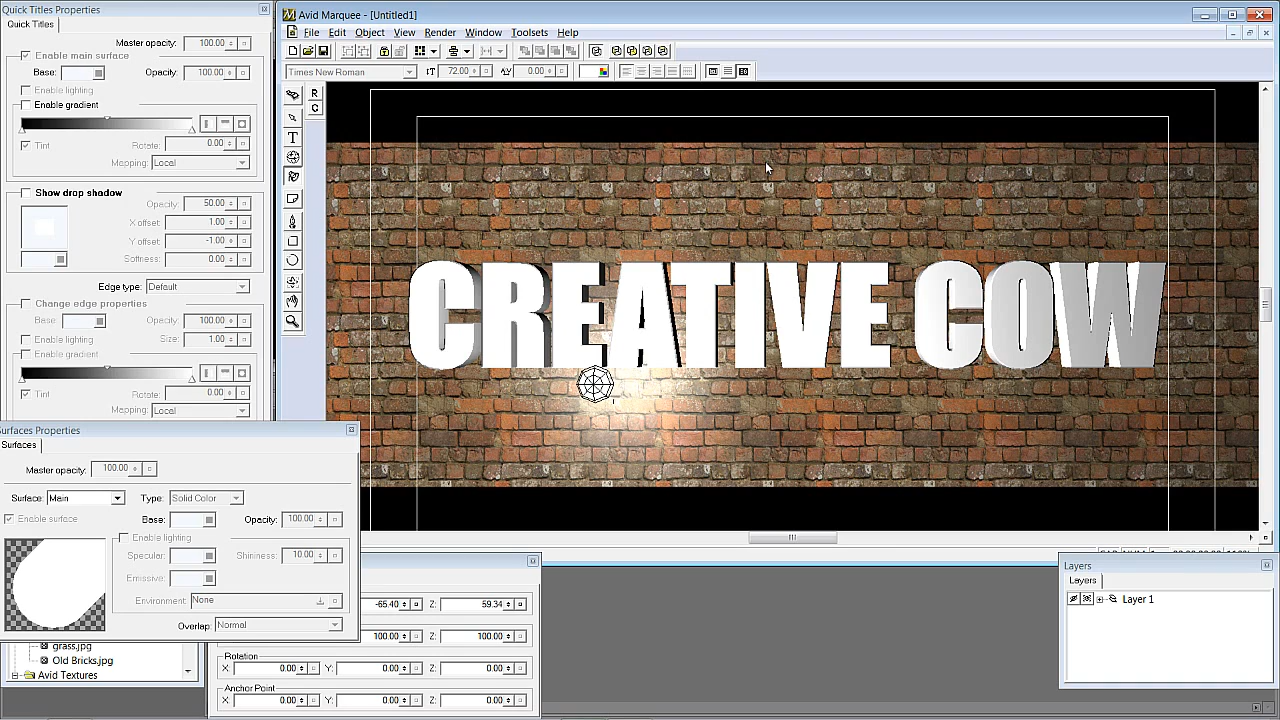 Quick Titles Properties
Quick Titles
Master opacity: 100.00
Enable main surface
Base: Opacity: 100.00
Enable lighting
Enable gradient
Tint Rotate: 0.00
Mapping: Local
Show drop shadow
Opacity: 50.00
X offset: 1.00
Y offset: -1.00
Softness: 0.00
Edge type: Default
Change edge properties
Base: Opacity: 100.00
Enable lighting Size: 1.00
Enable gradient
Tint Rotate: 0.00
Mapping: Local
Avid Marquee - [Untitled1]
File Edit Object View Render Window Toolsets Help
Times New Roman 72.00 0.00
R
C
T
CREATIVE COW
Surfaces Properties
Surfaces
Master opacity: 100.00
Surface: Main Type: Solid Color
Enable surface Base: Opacity: 100.00
Enable lighting
Specular: Shininess: 10.00
Emissive:
Environment: None
Overlap: Normal
grass.jpg
Old Bricks.jpg
Avid Textures
-65.40 Z: 59.34
100.00 Z: 100.00
Rotation
X: 0.00 Y: 0.00 Z: 0.00
Anchor Point
X: 0.00 Y: 0.00 Z: 0.00
Layers
Layers
Layer 1